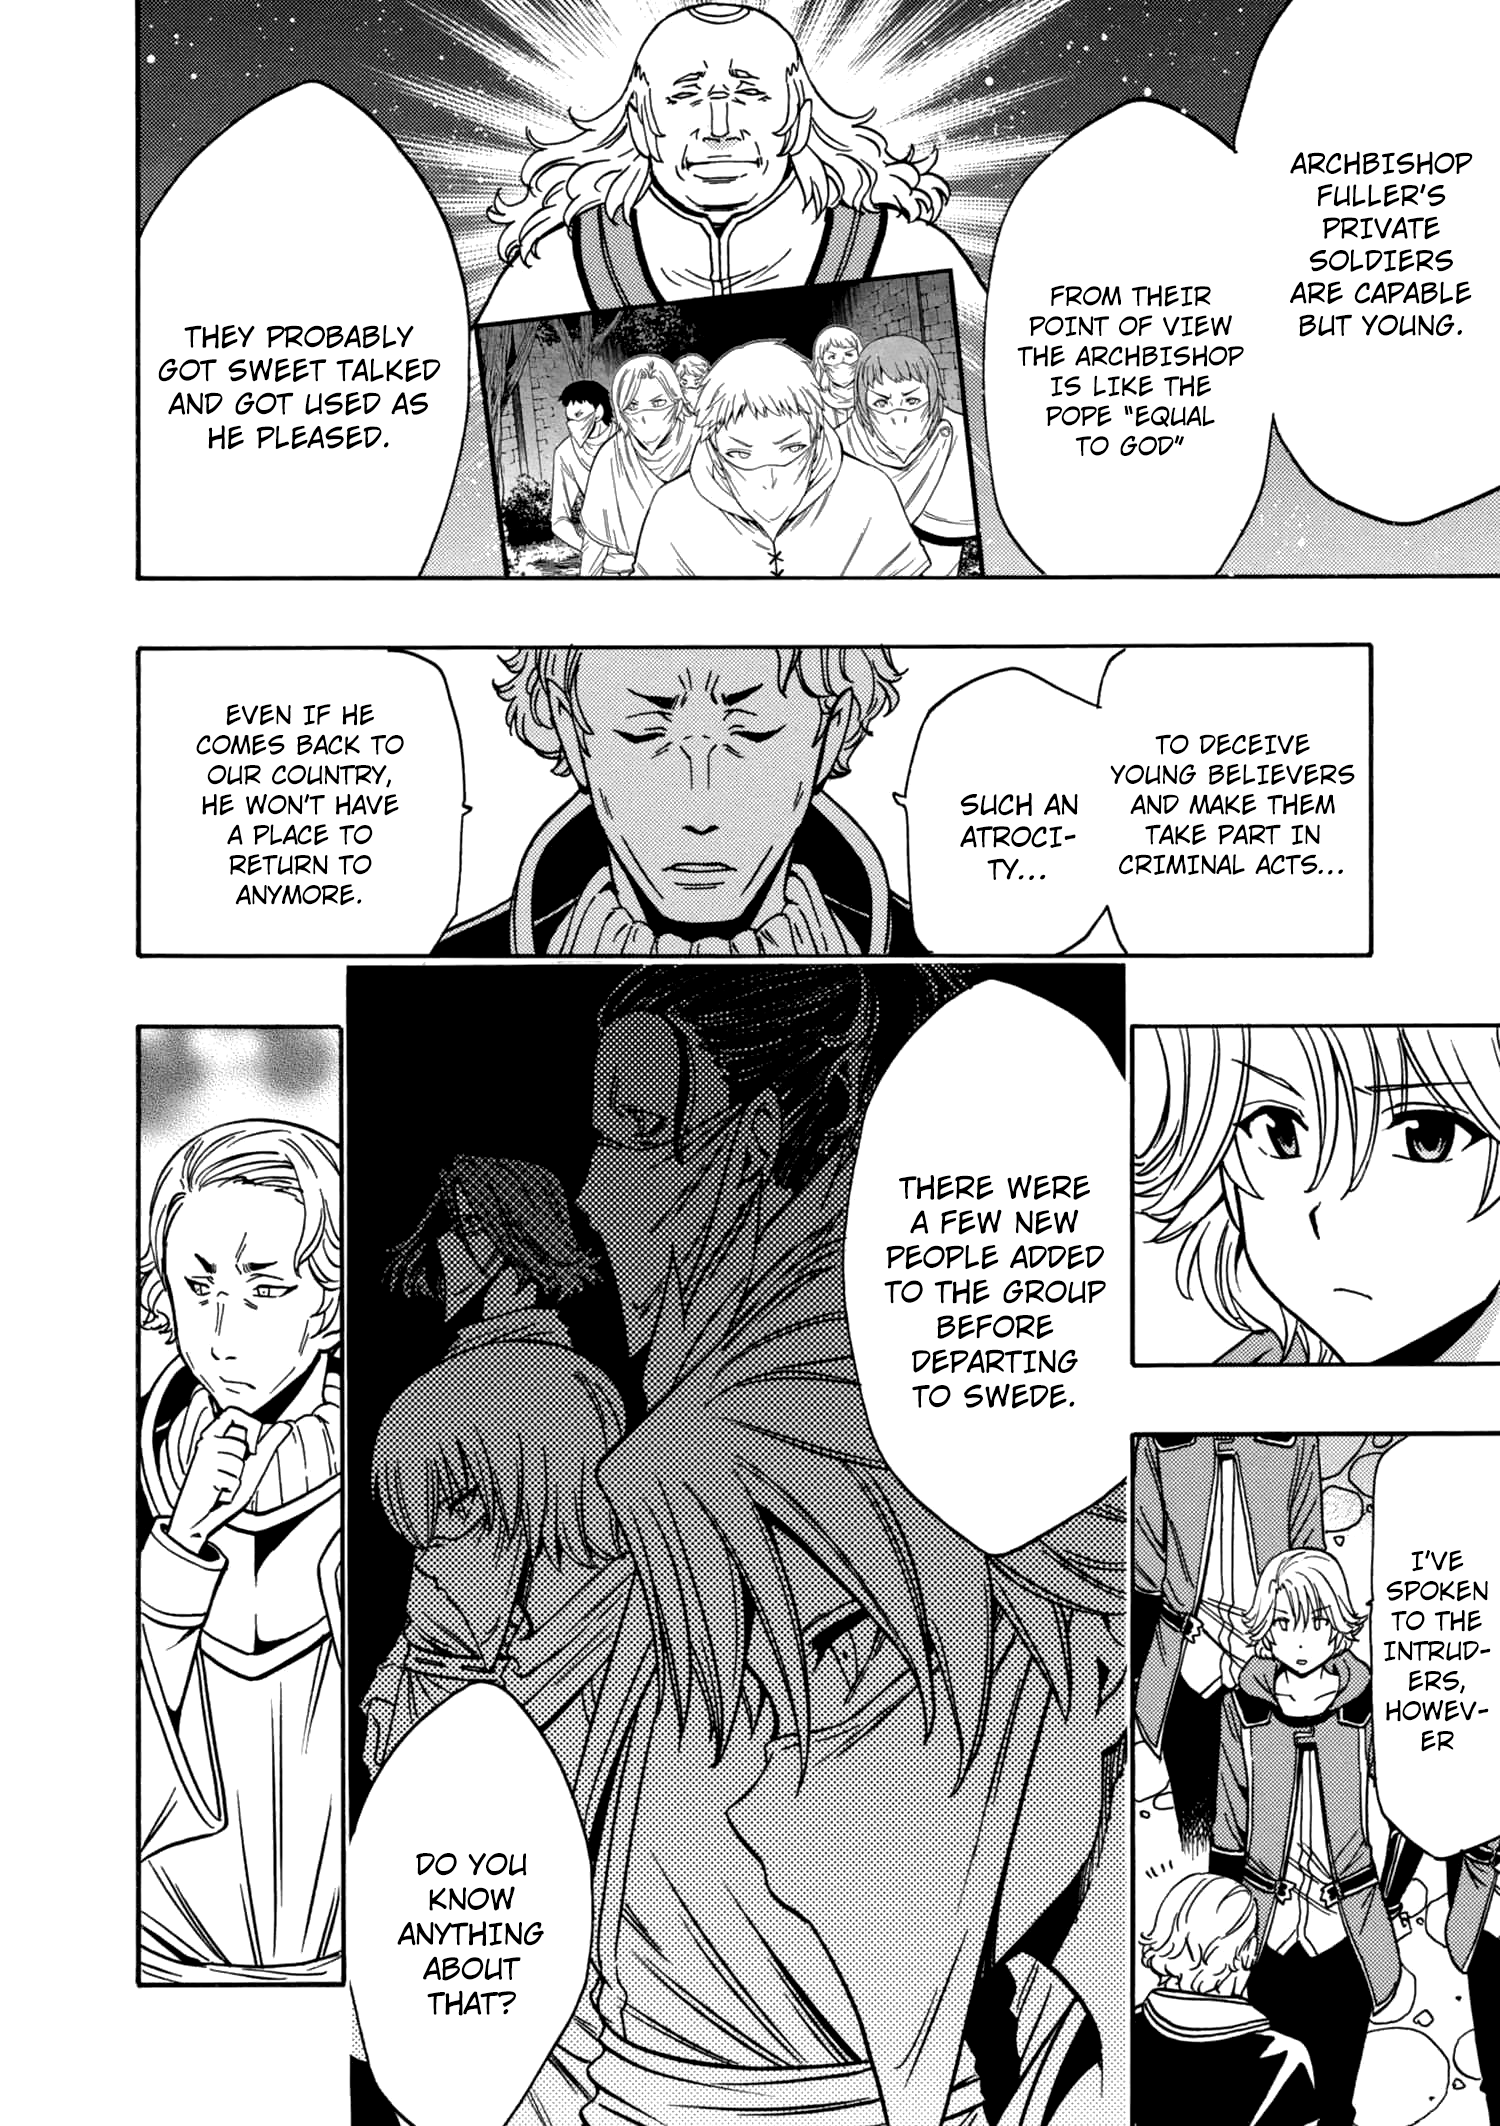 ARCHBISHOP
FULLER'S
PRIVATE
SOLDIERS
ARE CAPABLE
BUT YOUNG.
FROM THEIR
POINT OF VIEW
THE ARCHBISHOP
IS LIKE THE
POPE "EQUAL
TO GOD"
THEY PROBABLY
GOT SWEET TALKED
AND GOT USED AS
HE PLEASED.
TO DECEIVE
YOUNG BELIEVERS
AND MAKE THEM
TAKE PART IN
CRIMINAL ACTS...
SUCH AN
ATROCI-
TY...
EVEN IF HE
COMES BACK TO
OUR COUNTRY,
HE WON'T HAVE
A PLACE TO
RETURN TO
ANYMORE.
I'VE
SPOKEN
TO THE
INTRUD-
ERS,
HOWEV-
ER
THERE WERE
A FEW NEW
PEOPLE ADDED
TO THE GROUP
BEFORE
DEPARTING
TO SWEDE.
DO YOU
KNOW
ANYTHING
ABOUT
THAT?